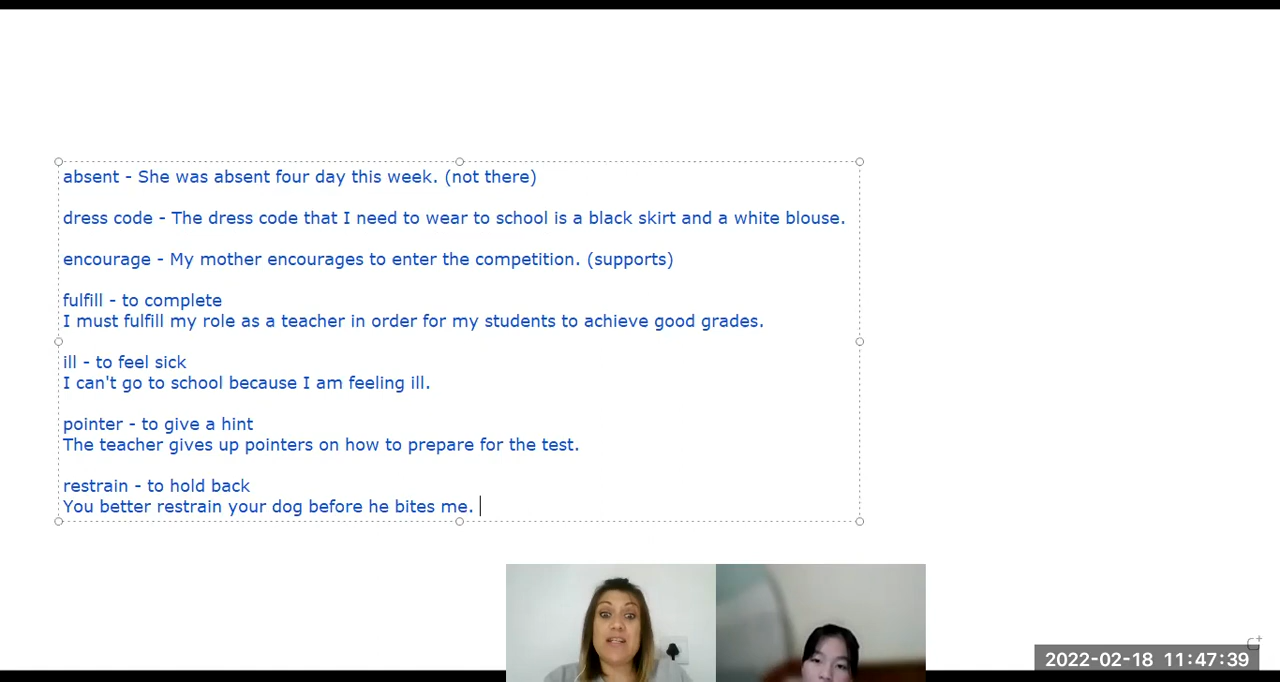 absent - She was absent four day this week. (not there)
dress code - The dress code that I need to wear to school is a black skirt and a white blouse.
encourage - My mother encourages to enter the competition. (supports)
fulfill - to complete
I must fulfill my role as a teacher in order for my students to achieve good grades.
ill - to feel sick
I can't go to school because I am feeling ill.
pointer - to give a hint
The teacher gives up pointers on how to prepare for the test.
restrain - to hold back
You better restrain your dog before he bites me.
2022-02-18 11:47:39